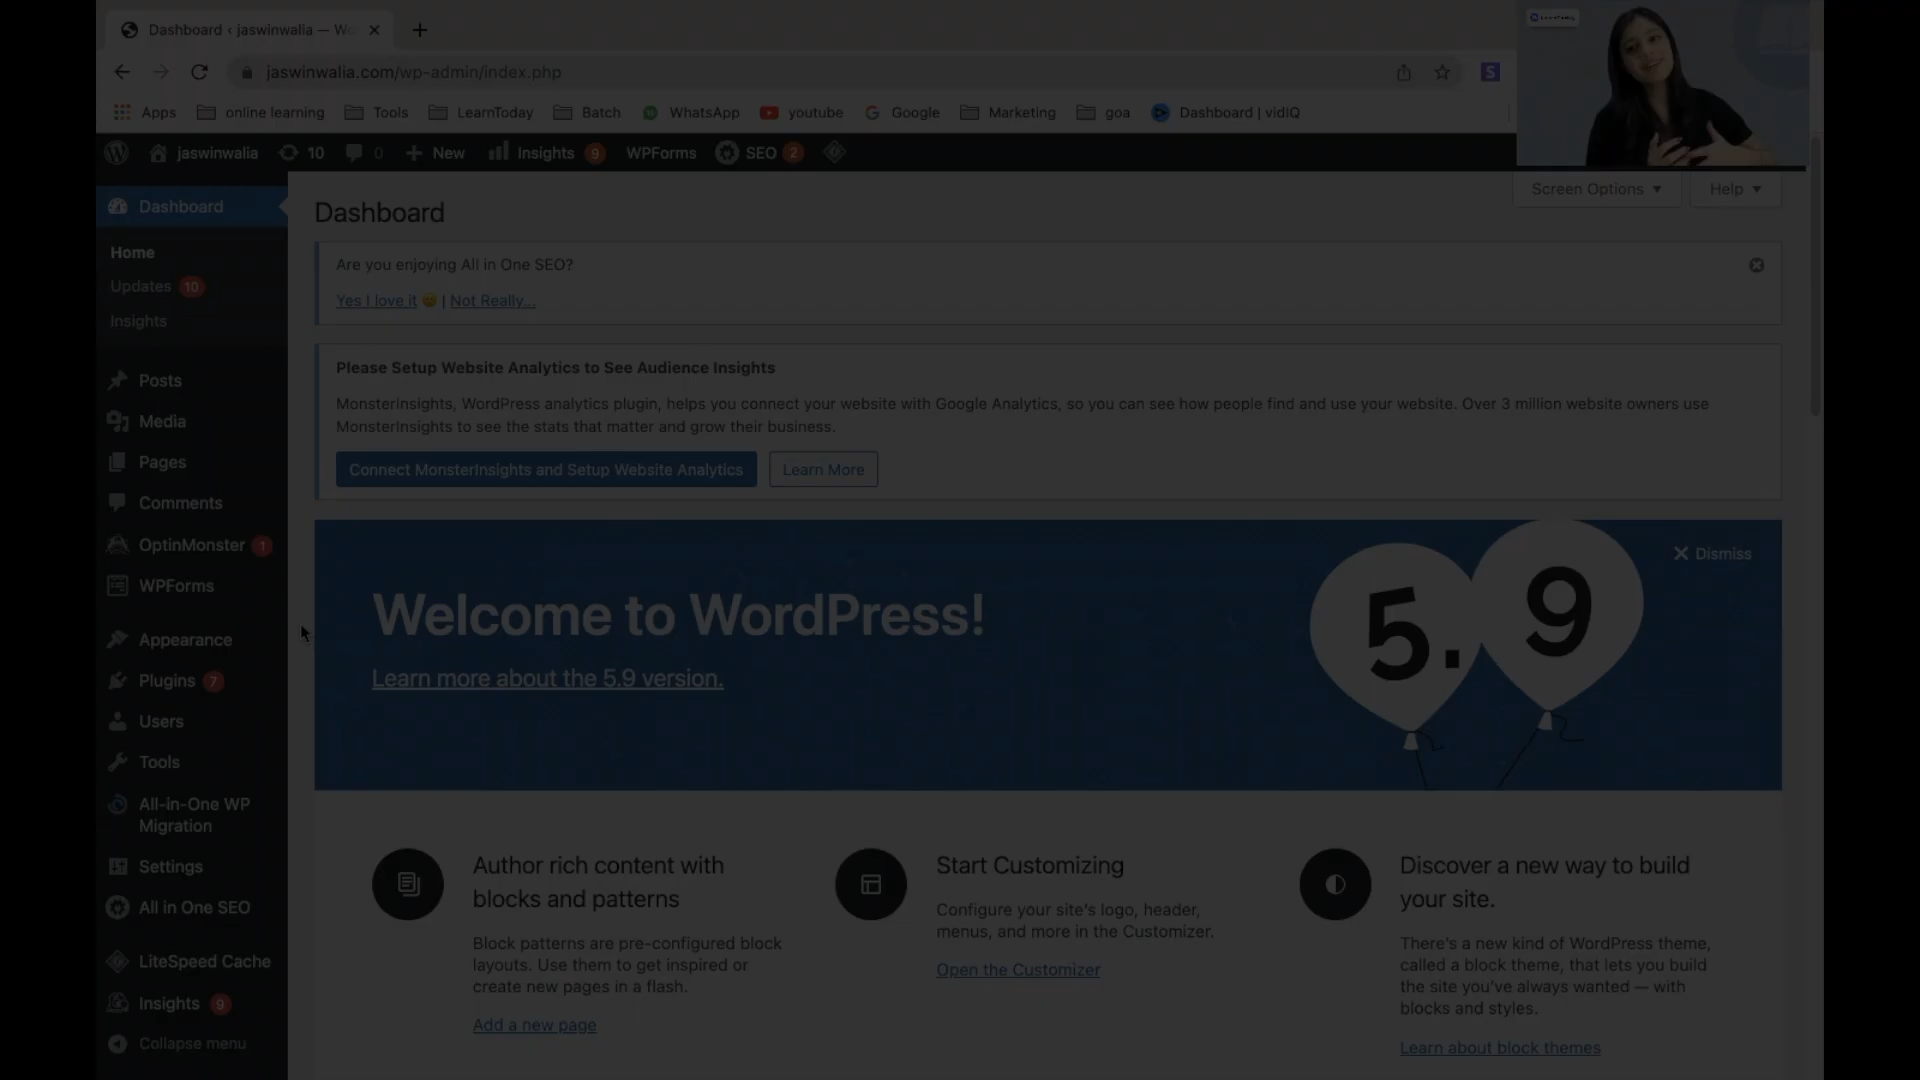 Dashboard ‹ jaswinwalia — Wo
jaswinwalia.com/wp-admin/index.php
S
Apps
online learning
Tools
LearnToday
Batch
WhatsApp
youtube
Google
Marketing
goa
Dashboard | vidIQ
jaswinwalia
10
0
New
Insights 9
WPForms
SEO 2
Screen Options
Help
Dashboard
Home
Updates 10
Insights
Posts
Media
Pages
Comments
OptinMonster 1
WPForms
Appearance
Plugins 7
Users
Tools
All-in-One WP
Migration
Settings
All in One SEO
LiteSpeed Cache
Insights 9
Collapse menu
Dashboard
Are you enjoying All in One SEO?
Yes I love it 🙂 | Not Really...
Please Setup Website Analytics to See Audience Insights
MonsterInsights, WordPress analytics plugin, helps you connect your website with Google Analytics, so you can see how people find and use your website. Over 3 million website owners use
MonsterInsights to see the stats that matter and grow their business.
Connect MonsterInsights and Setup Website Analytics
Learn More
Dismiss
Welcome to WordPress!
Learn more about the 5.9 version.
5.9
Author rich content with
blocks and patterns
Block patterns are pre-configured block
layouts. Use them to get inspired or
create new pages in a flash.
Add a new page
Start Customizing
Configure your site's logo, header,
menus, and more in the Customizer.
Open the Customizer
Discover a new way to build
your site.
There's a new kind of WordPress theme,
called a block theme, that lets you build
the site you've always wanted — with
blocks and styles.
Learn about block themes